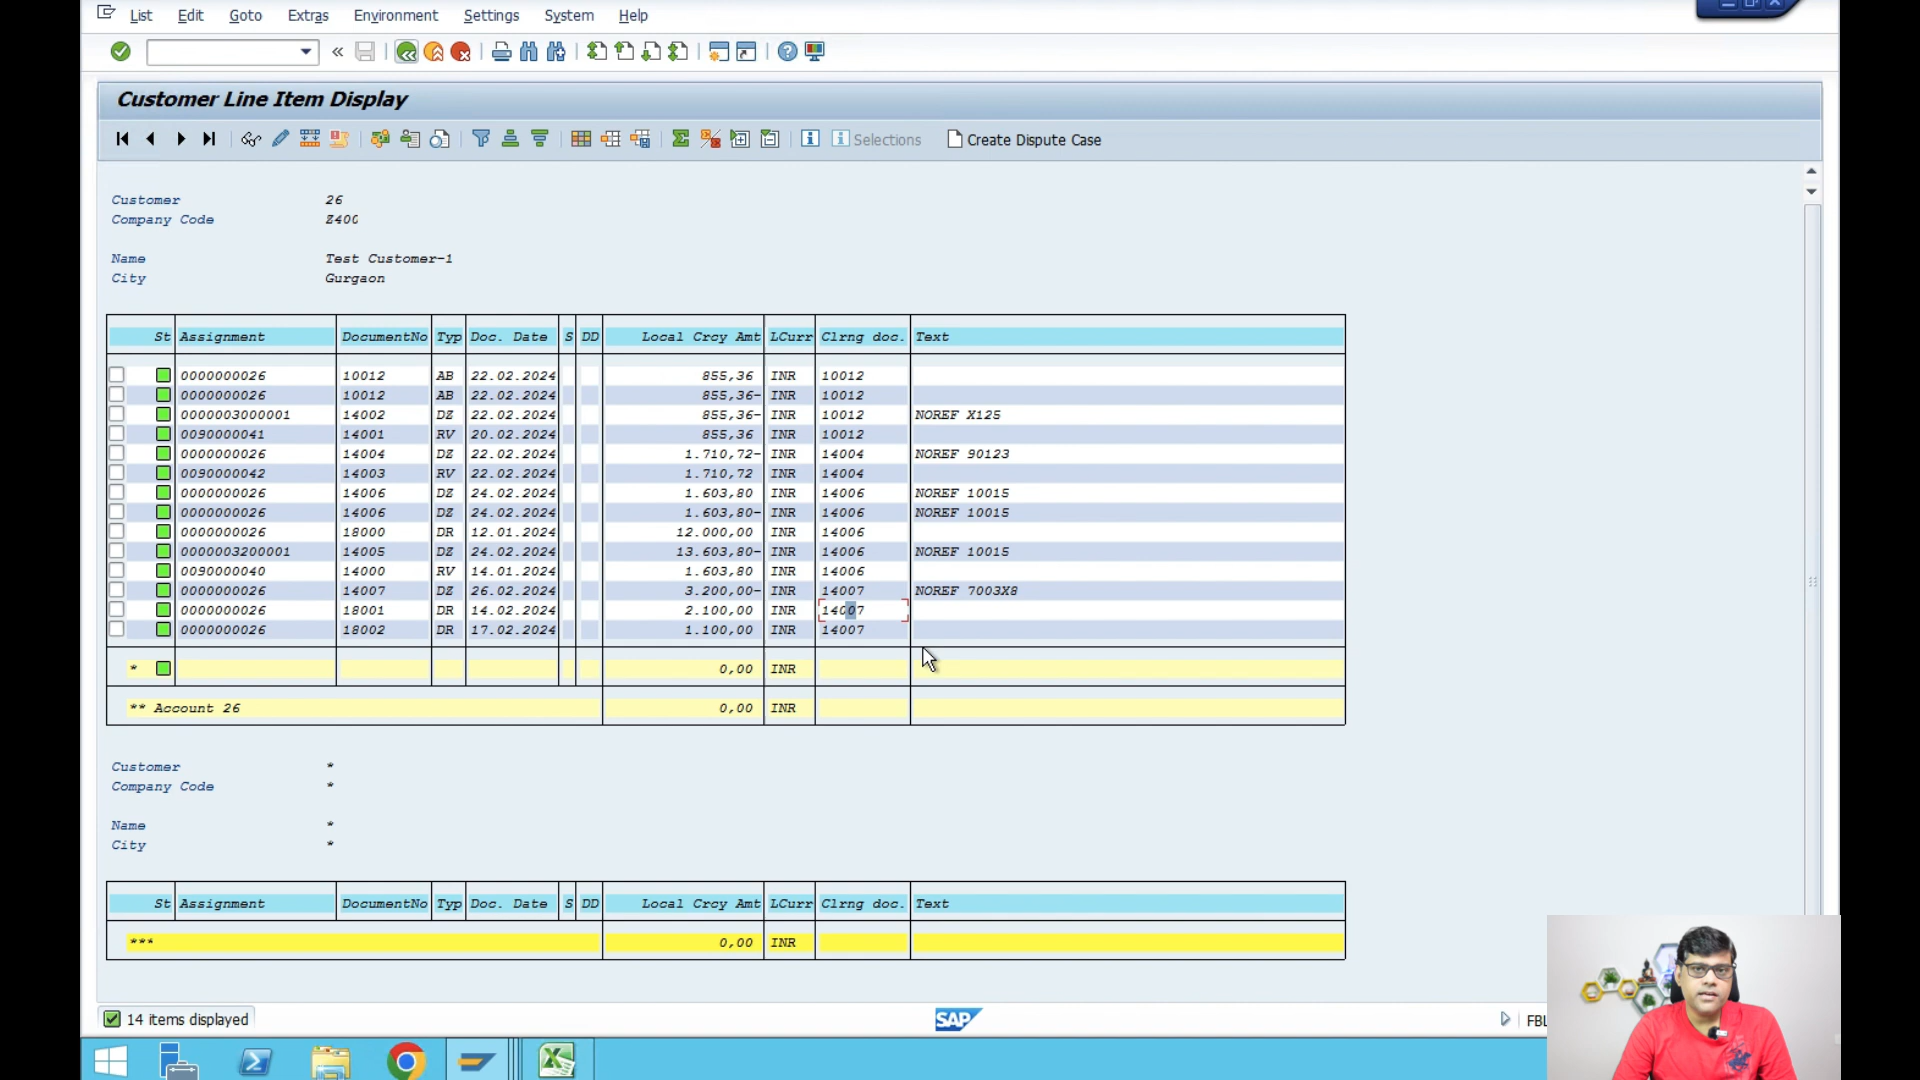 List Edit Goto Extras Environment Settings System Help
Customer Line Item Display
Selections Create Dispute Case
Customer 26
Company Code Z400
Name Test Customer-1
City Gurgaon
St Assignment DocumentNo Typ Doc. Date S DD Local Crcy Amt LCurr Clrng doc. Text
0000000026 10012 AB 22.02.2024 855,36 INR 10012
0000000026 10012 AB 22.02.2024 855,36- INR 10012
0000003000001 14002 DZ 22.02.2024 855,36- INR 10012 NOREF X125
0090000041 14001 RV 20.02.2024 855,36 INR 10012
0000000026 14004 DZ 22.02.2024 1.710,72- INR 14004 NOREF 90123
0090000042 14003 RV 22.02.2024 1.710,72 INR 14004
0000000026 14006 DZ 24.02.2024 1.603,80 INR 14006 NOREF 10015
0000000026 14006 DZ 24.02.2024 1.603,80- INR 14006 NOREF 10015
0000000026 18000 DR 12.01.2024 12.000,00 INR 14006
0000003200001 14005 DZ 24.02.2024 13.603,80- INR 14006 NOREF 10015
0090000040 14000 RV 14.01.2024 1.603,80 INR 14006
0000000026 14007 DZ 26.02.2024 3.200,00- INR 14007 NOREF 7003X8
0000000026 18001 DR 14.02.2024 2.100,00 INR 14007
0000000026 18002 DR 17.02.2024 1.100,00 INR 14007
* 0,00 INR
** Account 26 0,00 INR
Customer *
Company Code *
Name *
City *
St Assignment DocumentNo Typ Doc. Date S DD Local Crcy Amt LCurr Clrng doc. Text
*** 0,00 INR
14 items displayed SAP FBL